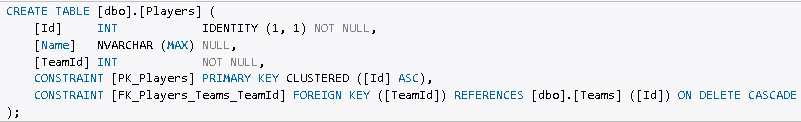 CREATE TABLE [dbo].[Players] (
    [Id]     INT            IDENTITY (1, 1) NOT NULL,
    [Name]   NVARCHAR (MAX) NULL,
    [TeamId] INT            NOT NULL,
    CONSTRAINT [PK_Players] PRIMARY KEY CLUSTERED ([Id] ASC),
    CONSTRAINT [FK_Players_Teams_TeamId] FOREIGN KEY ([TeamId]) REFERENCES [dbo].[Teams] ([Id]) ON DELETE CASCADE
);